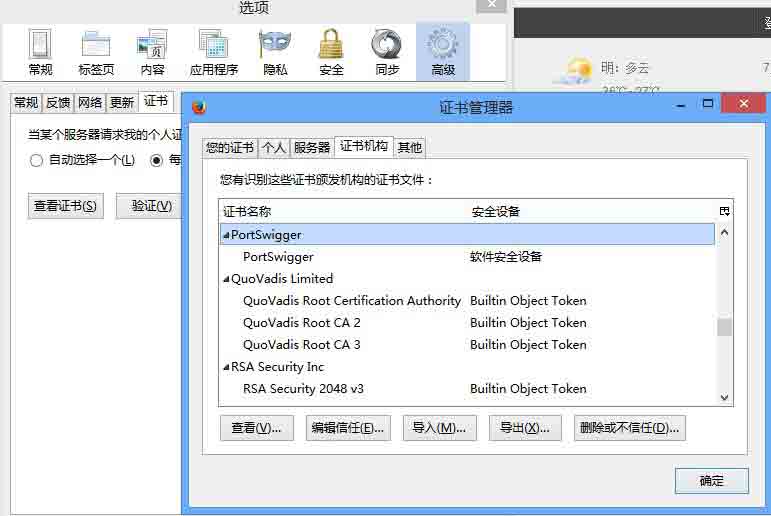 选项
常规 标签页 内容 应用程序 隐私 安全 同步 高级
明：多云
常规 反馈 网络 更新 证书
证书管理器
当某个服务器请求我的个人证
自动选择一个(L) 每
查看证书(S) 验证(V)
您的证书 个人 服务器 证书机构 其他
您有识别这些证书颁发机构的证书文件：
证书名称 安全设备
PortSwigger
PortSwigger 软件安全设备
QuoVadis Limited
QuoVadis Root Certification Authority Builtin Object Token
QuoVadis Root CA 2 Builtin Object Token
QuoVadis Root CA 3 Builtin Object Token
RSA Security Inc
RSA Security 2048 v3 Builtin Object Token
查看(V)... 编辑信任(E)... 导入(M)... 导出(X)... 删除或不信任(D)...
确定